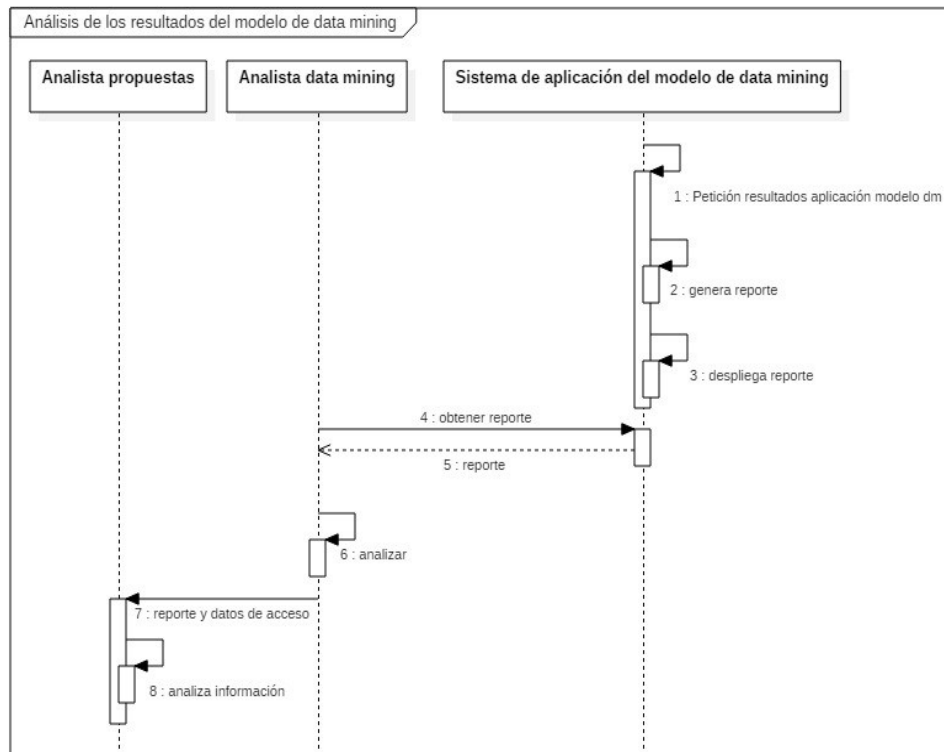 Análisis de los resultados del modelo de data mining
Analista propuestas
Analista data mining
Sistema de aplicación del modelo de data mining
1 : Petición resultados aplicación modelo dm
2 : genera reporte
3 : despliega reporte
4 : obtener reporte
5 : reporte
6 : analizar
7 : reporte y datos de acceso
8 : analiza información